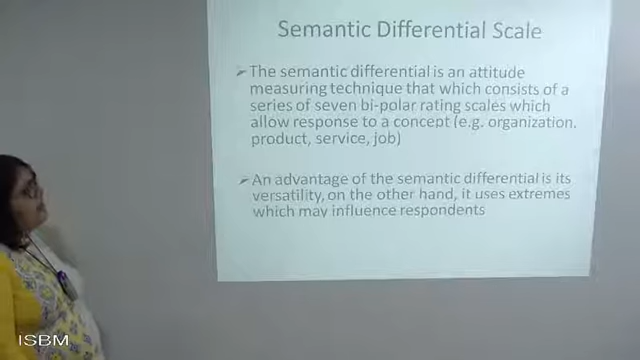 Semantic Differential Scale
➢ The semantic differential is an attitude
measuring technique that which consists of a
series of seven bi-polar rating scales which
allow response to a concept (e.g. organization,
product, service, job)
➢ An advantage of the semantic differential is its
versatility, on the other hand, it uses extremes
which may influence respondents
ISBM